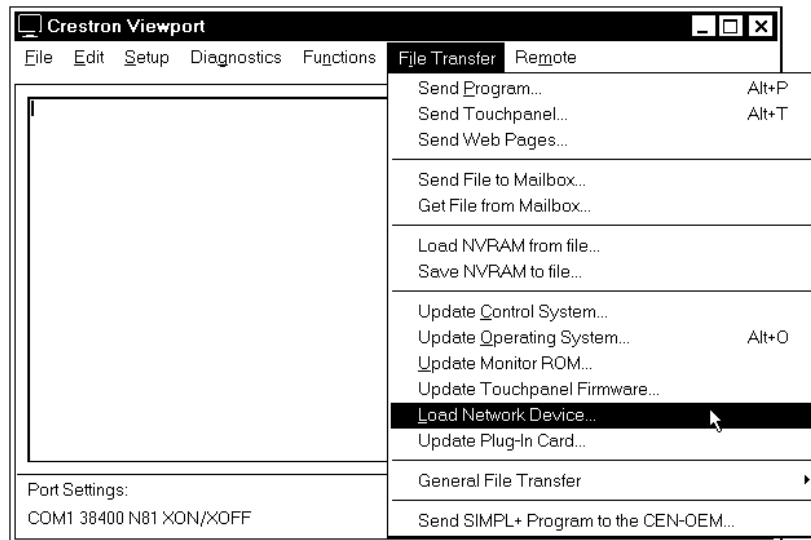 Crestron Viewport
File Edit Setup Diagnostics Functions File Transfer Remote
Send Program... Alt+P
Send Touchpanel... Alt+T
Send Web Pages...
Send File to Mailbox...
Get File from Mailbox...
Load NVRAM from file...
Save NVRAM to file...
Update Control System...
Update Operating System... Alt+O
Update Monitor ROM...
Update Touchpanel Firmware...
Load Network Device...
Update Plug-In Card...
General File Transfer
Send SIMPL+ Program to the CEN-OEM...
Port Settings:
COM1 38400 N81 XON/XOFF